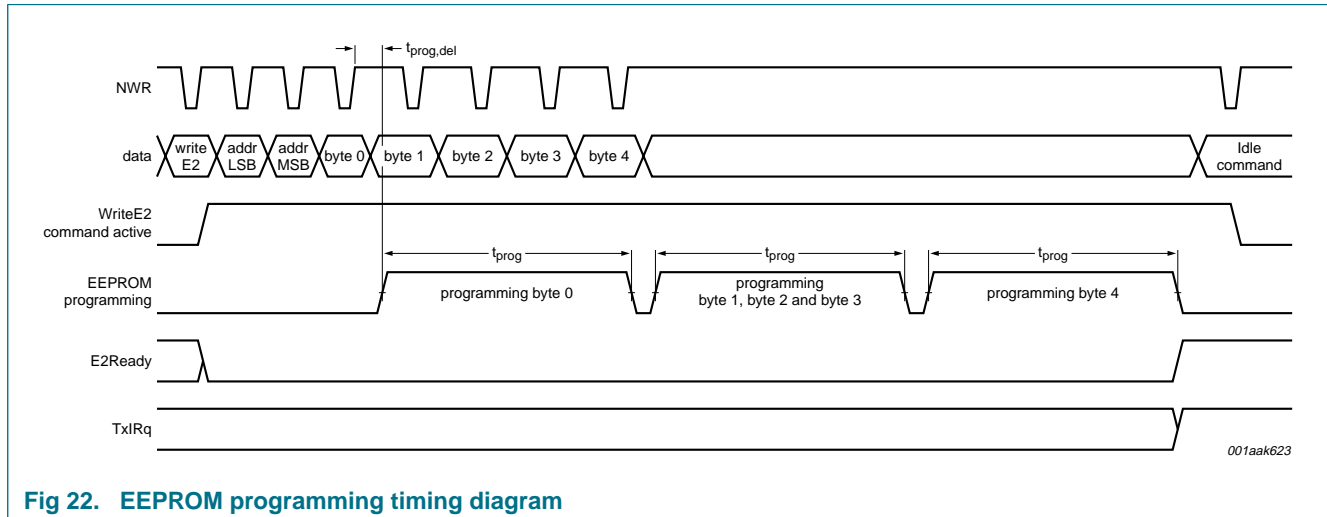 tprog,del
NWR
data
write E2
addr LSB
addr MSB
byte 0
byte 1
byte 2
byte 3
byte 4
Idle command
WriteE2 command active
tprog
tprog
tprog
EEPROM programming
programming byte 0
programming byte 1, byte 2 and byte 3
programming byte 4
E2Ready
TxIRq
001aak623
Fig 22. EEPROM programming timing diagram